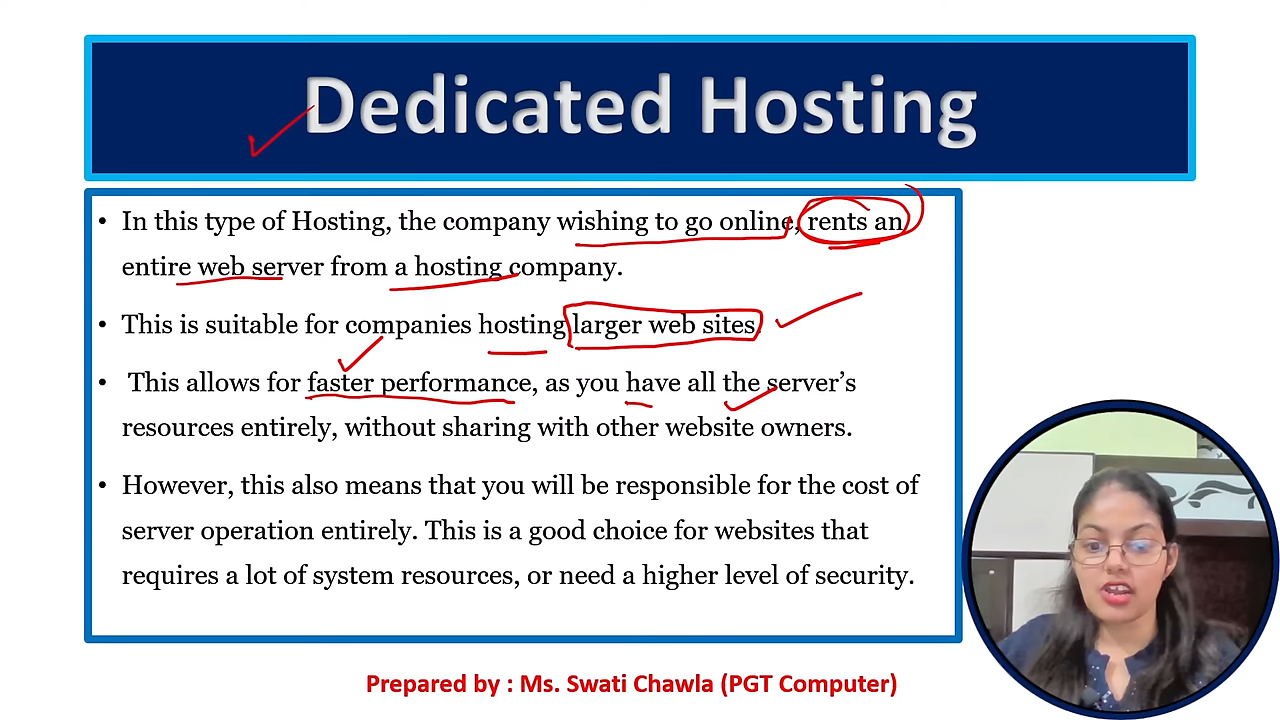 Dedicated Hosting
• In this type of Hosting, the company wishing to go online, rents an
entire web server from a hosting company.
• This is suitable for companies hosting larger web sites.
• This allows for faster performance, as you have all the server’s
resources entirely, without sharing with other website owners.
• However, this also means that you will be responsible for the cost of
server operation entirely. This is a good choice for websites that
requires a lot of system resources, or need a higher level of security.
Prepared by : Ms. Swati Chawla (PGT Computer)